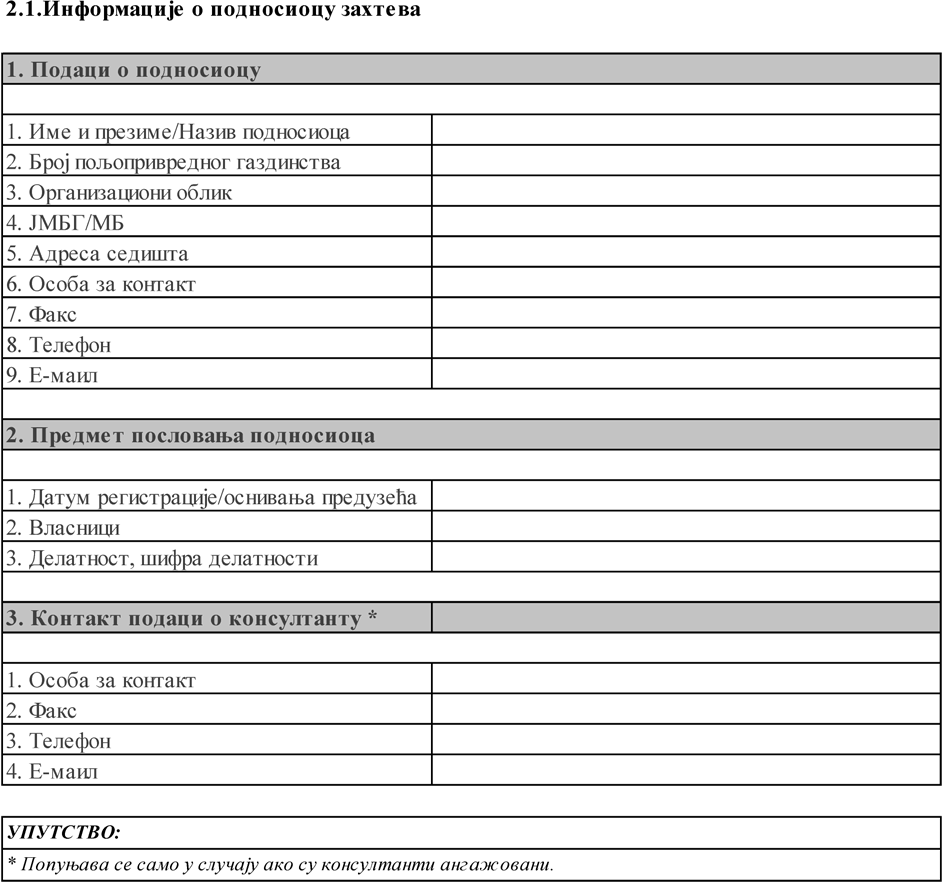 2.1.Информације о подносиоцу захтева
1. Подаци о подносиоцу
1. Име и презиме/Назив подносиоца
2. Број пољопривредног газдинства
3. Организациони облик
4. ЈМБГ/МБ
5. Адреса седишта
6. Особа за контакт
7. Факс
8. Телефон
9. Е-маил
2. Предмет пословања подносиоца
1. Датум регистрације/оснивања предузећа
2. Власници
3. Делатност, шифра делатности
3. Контакт подаци о консултанту *
1. Особа за контакт
2. Факс
3. Телефон
4. Е-маил
УПУТСТВО:
* Попуњава се само у случају ако су консултанти ангажовани.